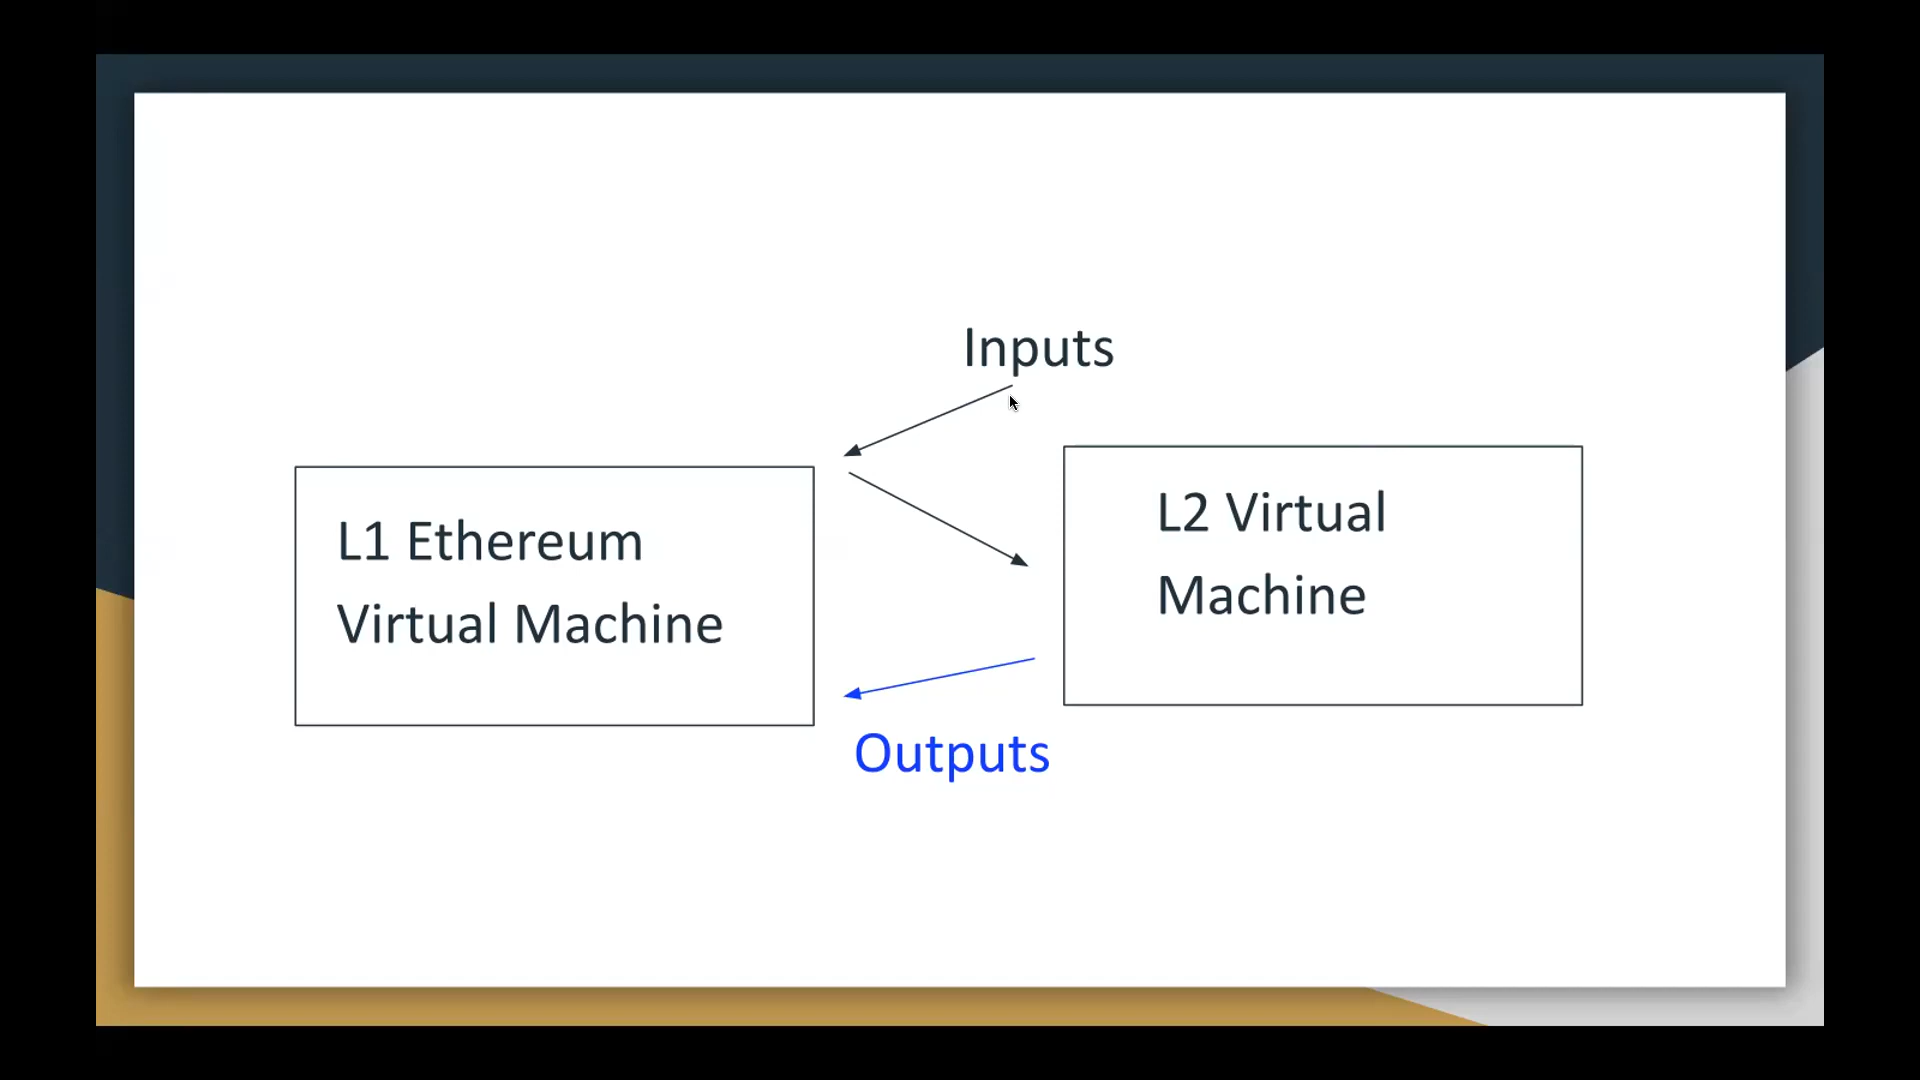 Inputs
L1 Ethereum
Virtual Machine
L2 Virtual
Machine
Outputs